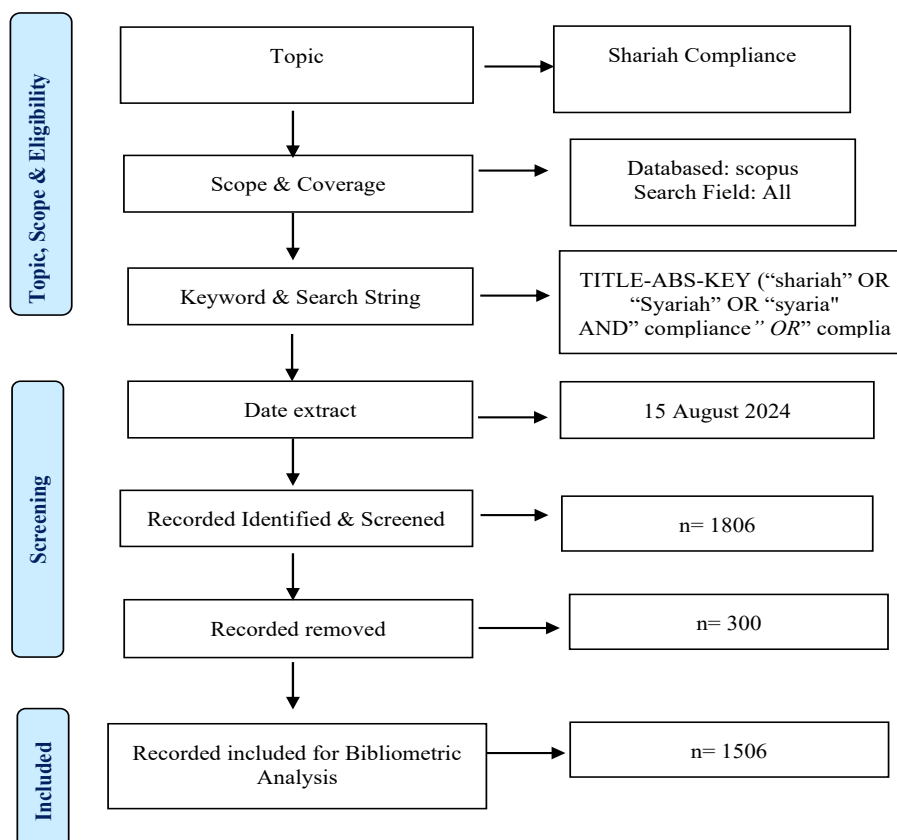 Topic, Scope & Eligibility
Topic
Shariah Compliance
Scope & Coverage
Databased: scopus
Search Field: All
Keyword & Search String
TITLE-ABS-KEY (“shariah” OR
“Syariah” OR “syaria"
AND” compliance” OR” complia
Screening
Date extract
15 August 2024
Recorded Identified & Screened
n= 1806
Recorded removed
n= 300
Included
Recorded included for Bibliometric
Analysis
n= 1506